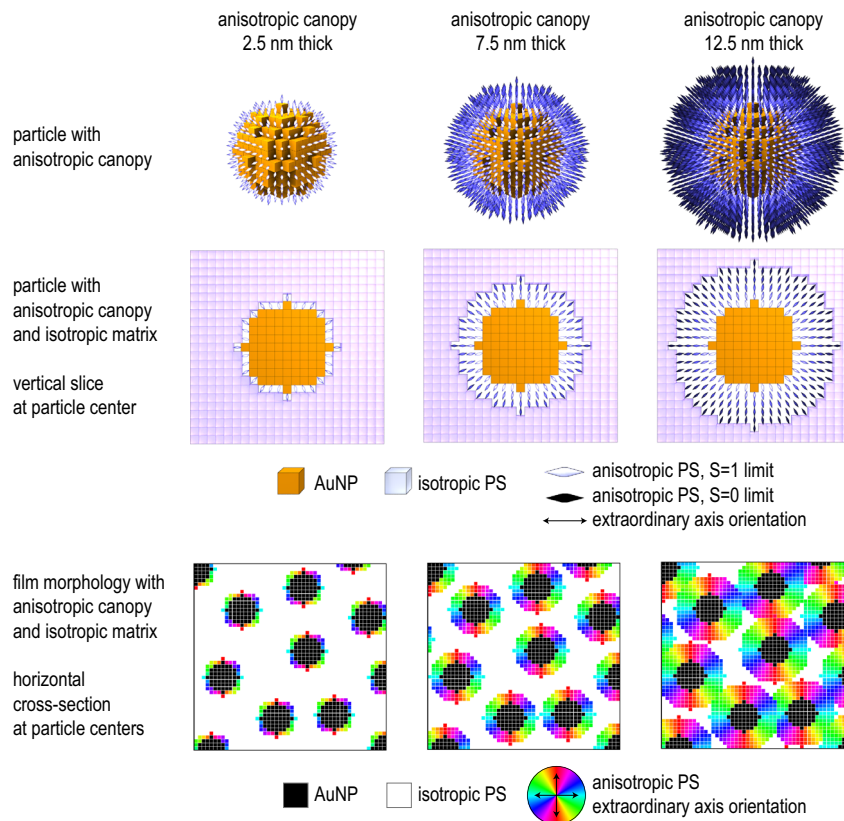 anisotropic canopy
2.5 nm thick
anisotropic canopy
7.5 nm thick
anisotropic canopy
12.5 nm thick
particle with
anisotropic canopy
particle with
anisotropic canopy
and isotropic matrix
vertical slice
at particle center
AuNP
isotropic PS
anisotropic PS, S=1 limit
anisotropic PS, S=0 limit
extraordinary axis orientation
film morphology with
anisotropic canopy
and isotropic matrix
horizontal
cross-section
at particle centers
AuNP
isotropic PS
anisotropic PS
extraordinary axis orientation